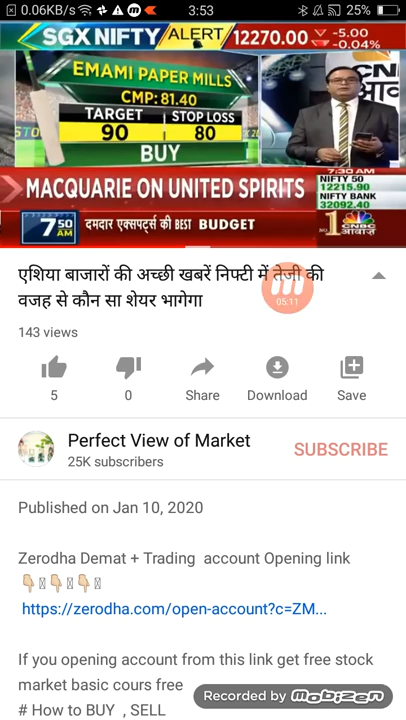 0.06KB/s 3:53 25%
SGX NIFTY ALERT 12270.00 -5.00
-0.04%
EMAMI PAPER MILLS
CMP:81.40
TARGET STOP LOSS
90 80
BUY
7:30 AM
NIFTY 50
12215.90
NIFTY BANK
32092.40
MACQUARIE ON UNITED SPIRITS
7 50 AM दमदार एक्सपर्ट्स की BEST BUDGET
NO.1 CNBC
आवाज़
एशिया बाजारों की अच्छी खबरें निफ्टी में तेजी की
वजह से कौन सा शेयर भागेगा
05:11
143 views
5 0 Share Download Save
Perfect View of Market
25K subscribers
SUBSCRIBE
Published on Jan 10, 2020
Zerodha Demat + Trading account Opening link
https://zerodha.com/open-account?c=ZM...
If you opening account from this link get free stock
market basic cours free
# How to BUY , SELL
Recorded by mobizen